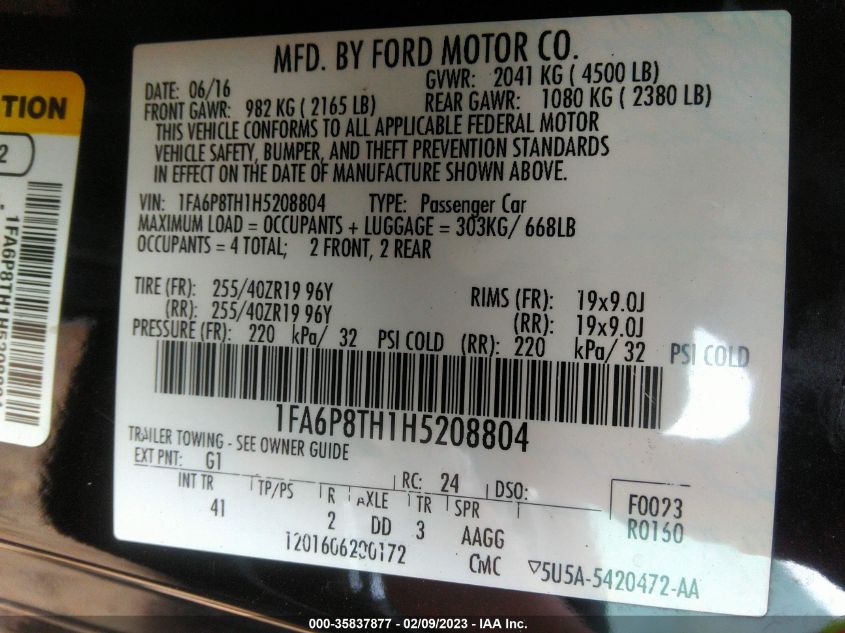 MFD. BY FORD MOTOR CO.
DATE: 06/16 GVWR: 2041 KG ( 4500 LB)
FRONT GAWR: 982 KG ( 2165 LB) REAR GAWR: 1080 KG ( 2380 LB)
THIS VEHICLE CONFORMS TO ALL APPLICABLE FEDERAL MOTOR
VEHICLE SAFETY, BUMPER, AND THEFT PREVENTION STANDARDS
IN EFFECT ON THE DATE OF MANUFACTURE SHOWN ABOVE.
VIN: 1FA6P8TH1H5208804 TYPE: Passenger Car
MAXIMUM LOAD = OCCUPANTS + LUGGAGE = 303KG/ 668LB
OCCUPANTS = 4 TOTAL; 2 FRONT, 2 REAR
TIRE (FR): 255/40ZR19 96Y RIMS (FR): 19x9.0J
(RR): 255/40ZR19 96Y (RR): 19x9.0J
PRESSURE (FR): 220 kPa/ 32 PSI COLD (RR): 220 kPa/ 32 PSI COLD
1FA6P8TH1H5208804
TRAILER TOWING - SEE OWNER GUIDE
EXT PNT: G1 RC: 24 DSO:
INT TR TP/PS R AXLE TR SPR F0093
41 2 DD 3 AAGG R0160
1201606290172 CMC ▽5U5A-5420472-AA
TION
2
1FA6P8TH1H5208804
000-35837877 - 02/09/2023 - IAA Inc.